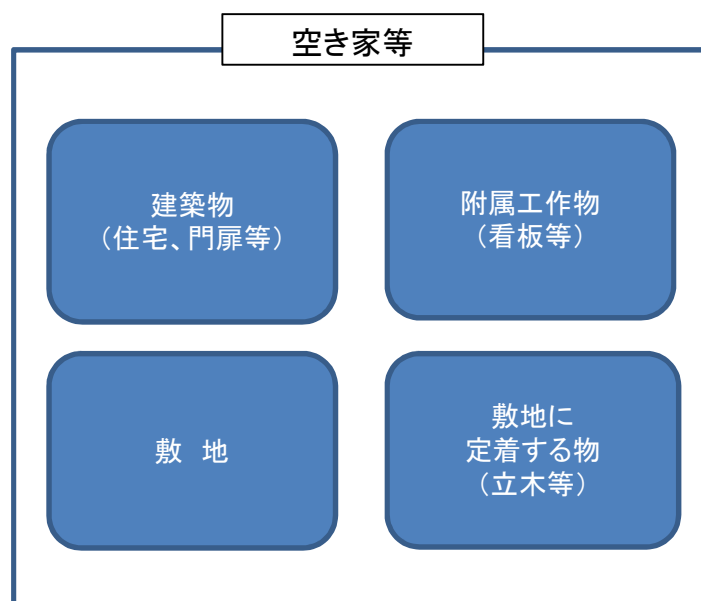 空き家等
建築物
（住宅、門扉等）
附属工作物
（看板等）
敷　地
敷地に
定着する物
（立木等）